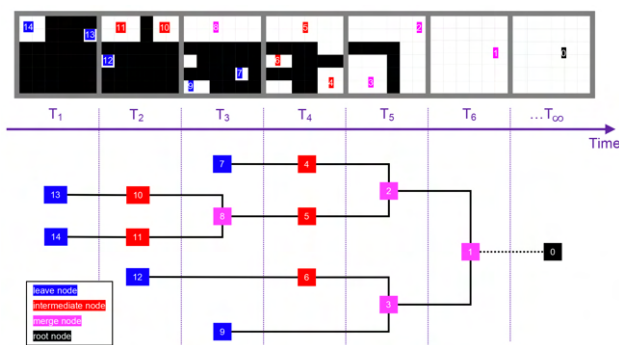 14 13 11 10 12 8 7 9 5 6 4 2 3 1 0
T1 T2 T3 T4 T5 T6 ...T∞
Time
7 4
13 10 2
8 5
14 11
1 0
12 6
3
9
leave node
intermediate node
merge node
root node